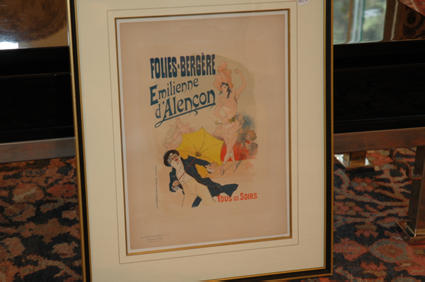 FOLIES-BERGÈRE
Emilienne
d'Alençon
TOUS LES SOIRS